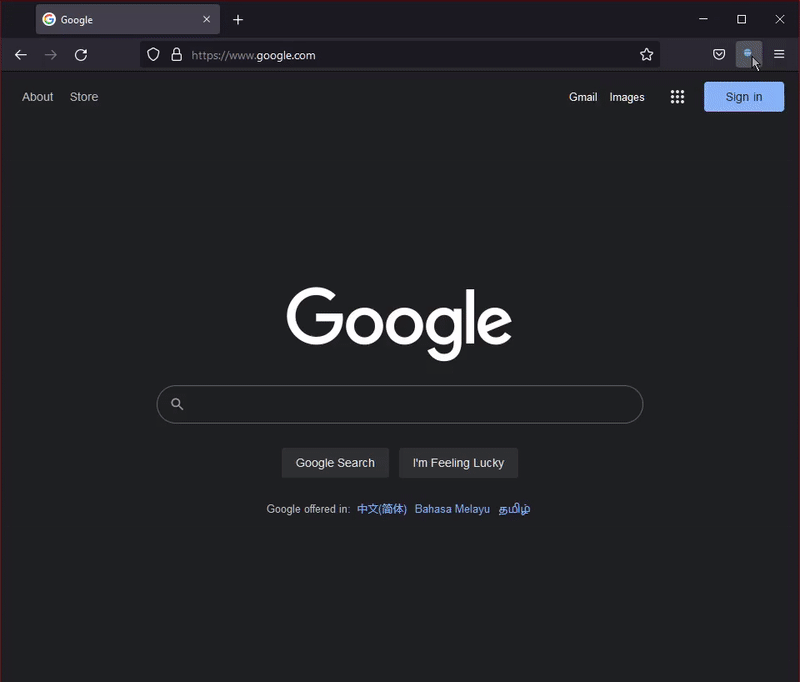 Google
https://www.google.com
About Store Gmail Images Sign in
Google
Google Search I'm Feeling Lucky
Google offered in: 中文(简体) Bahasa Melayu தமிழ்